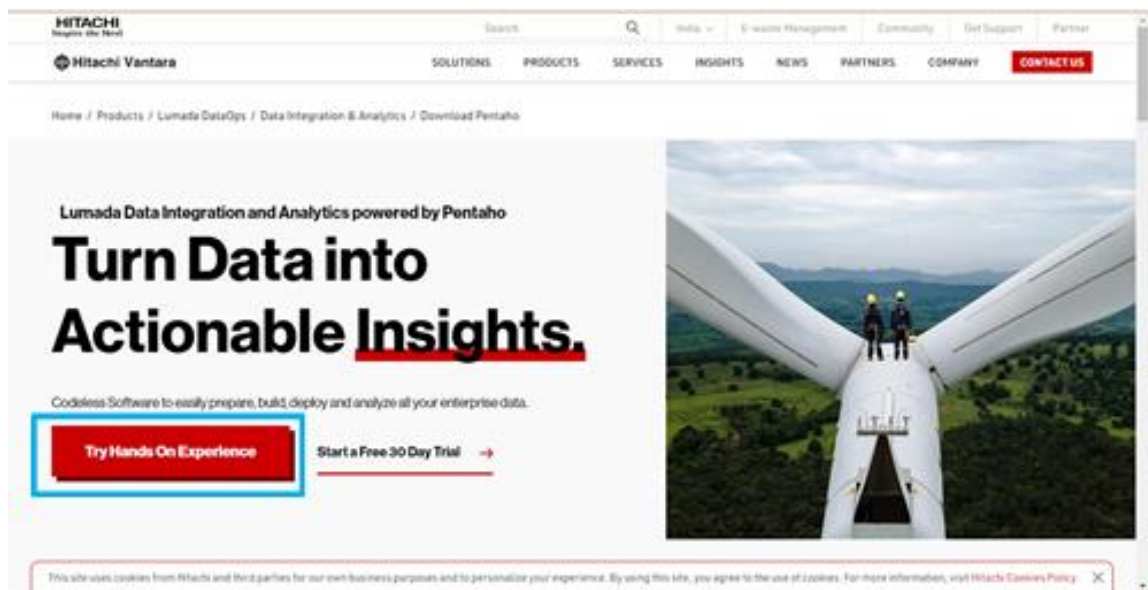 HITACHI
Inspire the Next
Search
India
E-waste Management
Community
Get Support
Partner
Hitachi Vantara
SOLUTIONS
PRODUCTS
SERVICES
INSIGHTS
NEWS
PARTNERS
COMPANY
CONTACT US
Home / Products / Lumada DataOps / Data Integration & Analytics / Download Pentaho
Lumada Data Integration and Analytics powered by Pentaho
Turn Data into
Actionable Insights.
Codeless Software to easily prepare, build, deploy and analyze all your enterprise data.
Try Hands On Experience
Start a Free 30 Day Trial →
This site uses cookies from Hitachi and third parties for our own business purposes and to personalize your experience. By using this site, you agree to the use of cookies. For more information, visit Hitachi Cookies Policy